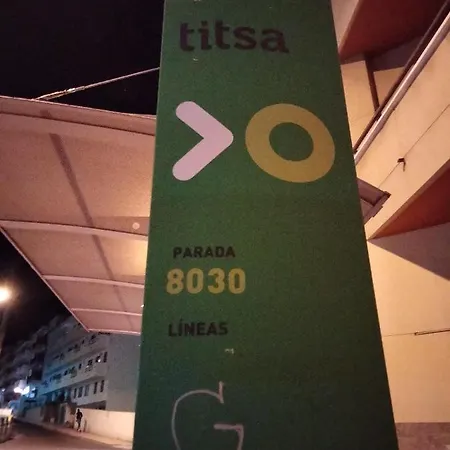 titsa
PARADA
8030
LÍNEAS
G